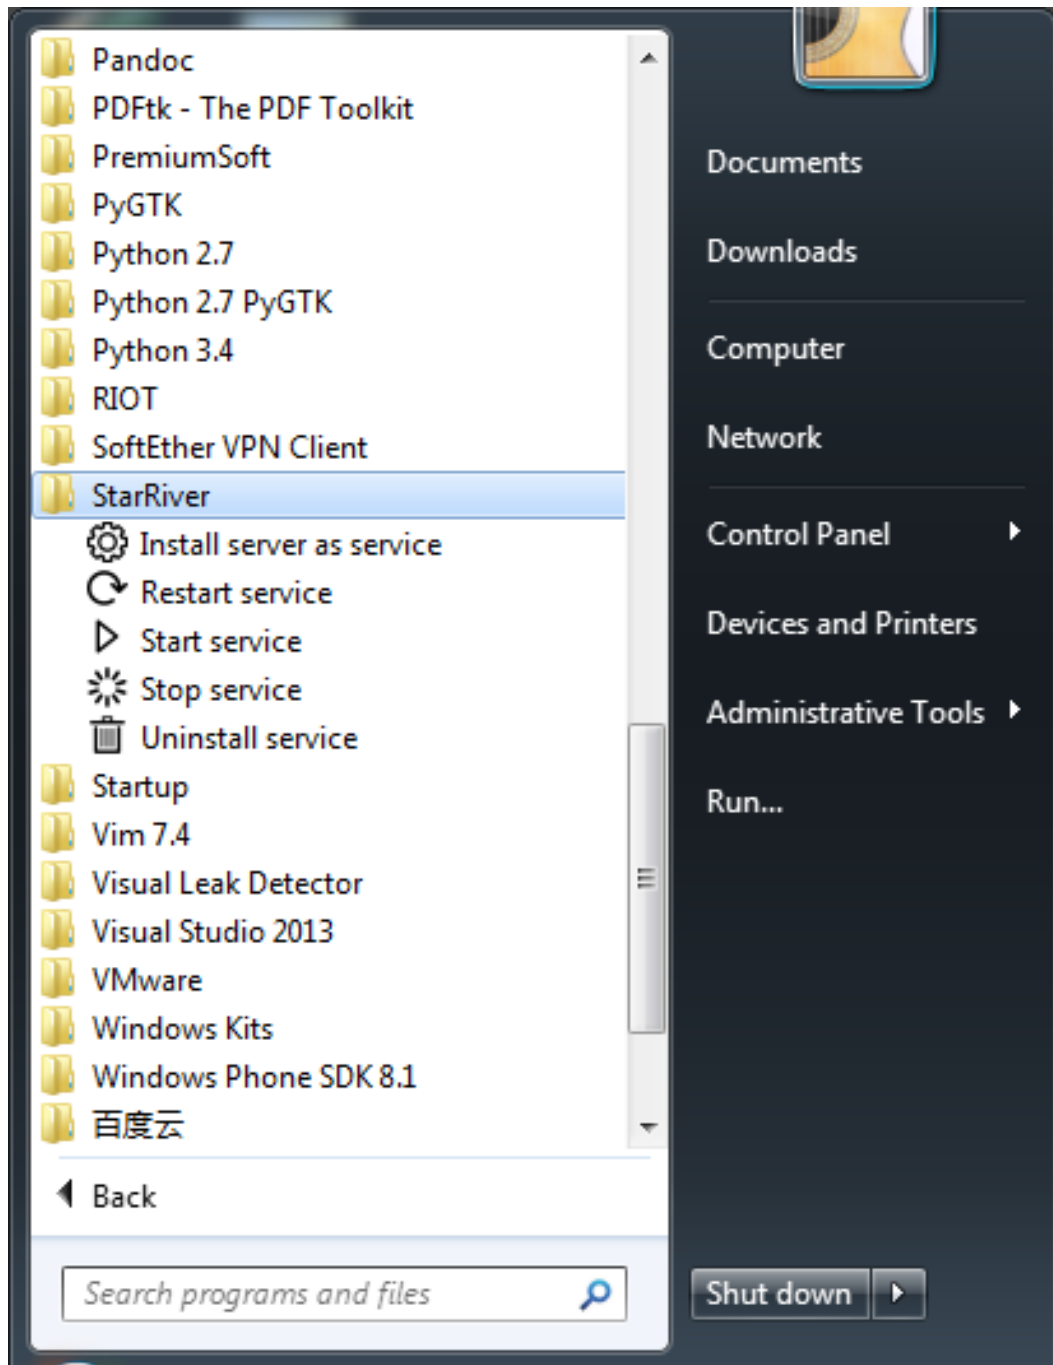 Pandoc
PDFtk - The PDF Toolkit
PremiumSoft
PyGTK
Python 2.7
Python 2.7 PyGTK
Python 3.4
RIOT
SoftEther VPN Client
StarRiver
Install server as service
Restart service
Start service
Stop service
Uninstall service
Startup
Vim 7.4
Visual Leak Detector
Visual Studio 2013
VMware
Windows Kits
Windows Phone SDK 8.1
百度云
Back
Search programs and files
Documents
Downloads
Computer
Network
Control Panel
Devices and Printers
Administrative Tools
Run...
Shut down